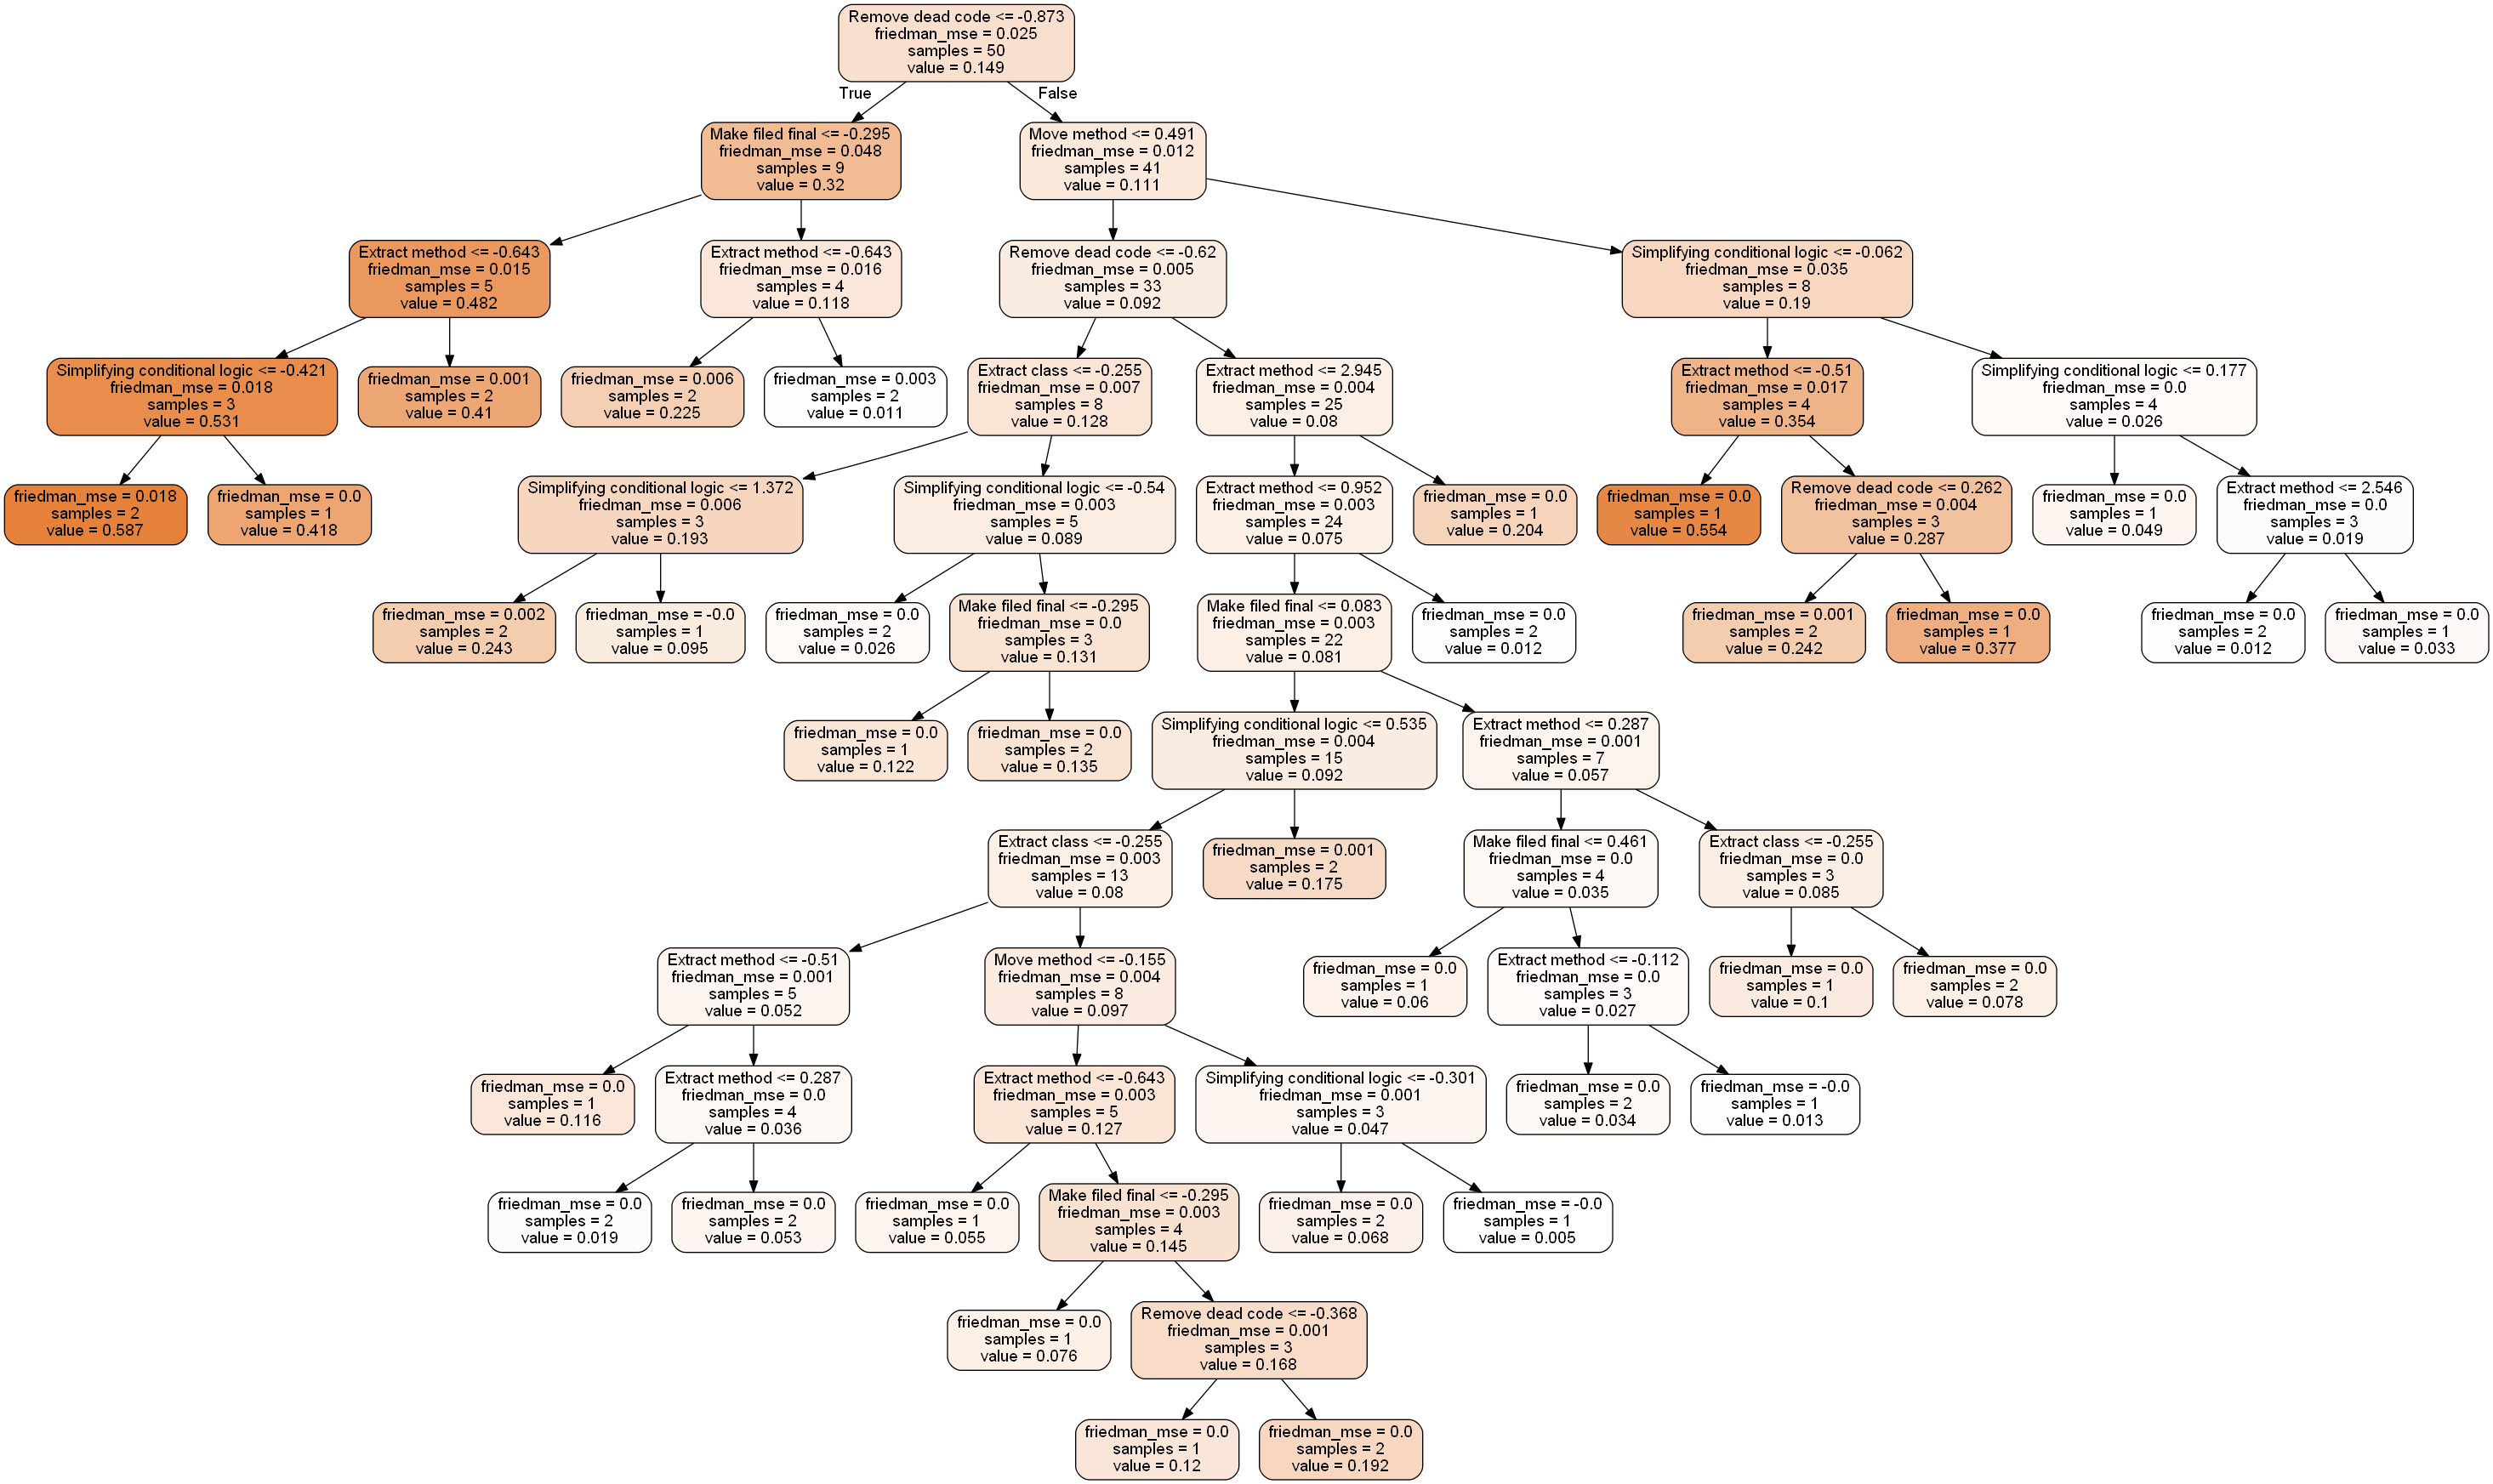 Remove dead code <= -0.873
friedman_mse = 0.025
samples = 50
value = 0.149
True
False
Make filed final <= -0.295
friedman_mse = 0.048
samples = 9
value = 0.32
Move method <= 0.491
friedman_mse = 0.012
samples = 41
value = 0.111
Extract method <= -0.643
friedman_mse = 0.015
samples = 5
value = 0.482
Extract method <= -0.643
friedman_mse = 0.016
samples = 4
value = 0.118
Remove dead code <= -0.62
friedman_mse = 0.005
samples = 33
value = 0.092
Simplifying conditional logic <= -0.062
friedman_mse = 0.035
samples = 8
value = 0.19
Simplifying conditional logic <= -0.421
friedman_mse = 0.018
samples = 3
value = 0.531
friedman_mse = 0.001
samples = 2
value = 0.41
friedman_mse = 0.006
samples = 2
value = 0.225
friedman_mse = 0.003
samples = 2
value = 0.011
Extract class <= -0.255
friedman_mse = 0.007
samples = 8
value = 0.128
Extract method <= 2.945
friedman_mse = 0.004
samples = 25
value = 0.08
Extract method <= -0.51
friedman_mse = 0.017
samples = 4
value = 0.354
Simplifying conditional logic <= 0.177
friedman_mse = 0.0
samples = 4
value = 0.026
friedman_mse = 0.018
samples = 2
value = 0.587
friedman_mse = 0.0
samples = 1
value = 0.418
Simplifying conditional logic <= 1.372
friedman_mse = 0.006
samples = 3
value = 0.193
Simplifying conditional logic <= -0.54
friedman_mse = 0.003
samples = 5
value = 0.089
Extract method <= 0.952
friedman_mse = 0.003
samples = 24
value = 0.075
friedman_mse = 0.0
samples = 1
value = 0.204
friedman_mse = 0.0
samples = 1
value = 0.554
Remove dead code <= 0.262
friedman_mse = 0.004
samples = 3
value = 0.287
friedman_mse = 0.0
samples = 1
value = 0.049
Extract method <= 2.546
friedman_mse = 0.0
samples = 3
value = 0.019
friedman_mse = 0.002
samples = 2
value = 0.243
friedman_mse = -0.0
samples = 1
value = 0.095
friedman_mse = 0.0
samples = 2
value = 0.026
Make filed final <= -0.295
friedman_mse = 0.0
samples = 3
value = 0.131
Make filed final <= 0.083
friedman_mse = 0.003
samples = 22
value = 0.081
friedman_mse = 0.0
samples = 2
value = 0.012
friedman_mse = 0.001
samples = 2
value = 0.242
friedman_mse = 0.0
samples = 1
value = 0.377
friedman_mse = 0.0
samples = 2
value = 0.012
friedman_mse = 0.0
samples = 1
value = 0.033
friedman_mse = 0.0
samples = 1
value = 0.122
friedman_mse = 0.0
samples = 2
value = 0.135
Simplifying conditional logic <= 0.535
friedman_mse = 0.004
samples = 15
value = 0.092
Extract method <= 0.287
friedman_mse = 0.001
samples = 7
value = 0.057
Extract class <= -0.255
friedman_mse = 0.003
samples = 13
value = 0.08
friedman_mse = 0.001
samples = 2
value = 0.175
Make filed final <= 0.461
friedman_mse = 0.0
samples = 4
value = 0.035
Extract class <= -0.255
friedman_mse = 0.0
samples = 3
value = 0.085
Extract method <= -0.51
friedman_mse = 0.001
samples = 5
value = 0.052
Move method <= -0.155
friedman_mse = 0.004
samples = 8
value = 0.097
friedman_mse = 0.0
samples = 1
value = 0.06
Extract method <= -0.112
friedman_mse = 0.0
samples = 3
value = 0.027
friedman_mse = 0.0
samples = 1
value = 0.1
friedman_mse = 0.0
samples = 2
value = 0.078
friedman_mse = 0.0
samples = 1
value = 0.116
Extract method <= 0.287
friedman_mse = 0.0
samples = 4
value = 0.036
Extract method <= -0.643
friedman_mse = 0.003
samples = 5
value = 0.127
Simplifying conditional logic <= -0.301
friedman_mse = 0.001
samples = 3
value = 0.047
friedman_mse = 0.0
samples = 2
value = 0.034
friedman_mse = -0.0
samples = 1
value = 0.013
friedman_mse = 0.0
samples = 2
value = 0.019
friedman_mse = 0.0
samples = 2
value = 0.053
friedman_mse = 0.0
samples = 1
value = 0.055
Make filed final <= -0.295
friedman_mse = 0.003
samples = 4
value = 0.145
friedman_mse = 0.0
samples = 2
value = 0.068
friedman_mse = -0.0
samples = 1
value = 0.005
friedman_mse = 0.0
samples = 1
value = 0.076
Remove dead code <= -0.368
friedman_mse = 0.001
samples = 3
value = 0.168
friedman_mse = 0.0
samples = 1
value = 0.12
friedman_mse = 0.0
samples = 2
value = 0.192